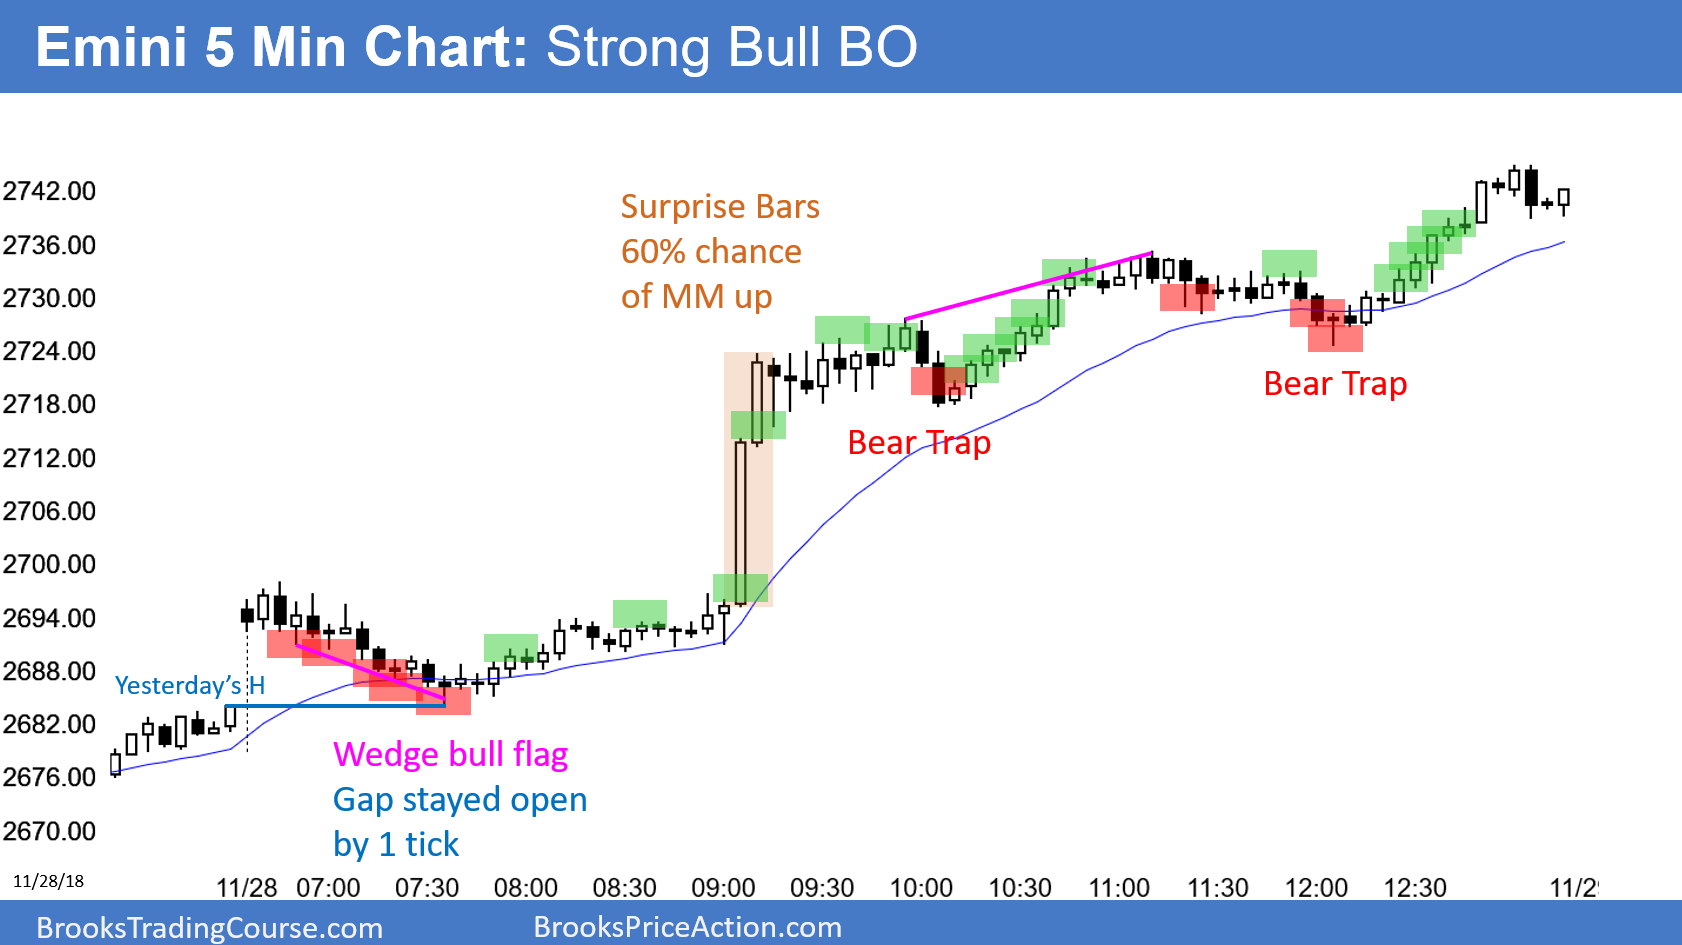 Emini 5 Min Chart: Strong Bull BO
2742.00
2736.00
2730.00
2724.00
2718.00
2712.00
2706.00
2700.00
2694.00
2688.00
2682.00
2676.00
2670.00
Surprise Bars
60% chance
of MM up
Bear Trap
Bear Trap
Yesterday's H
Wedge bull flag
Gap stayed open
by 1 tick
11/28/18
11/28 07:00 07:30 08:00 08:30 09:00 09:30 10:00 10:30 11:00 11:30 12:00 12:30
BrooksTradingCourse.com BrooksPriceAction.com